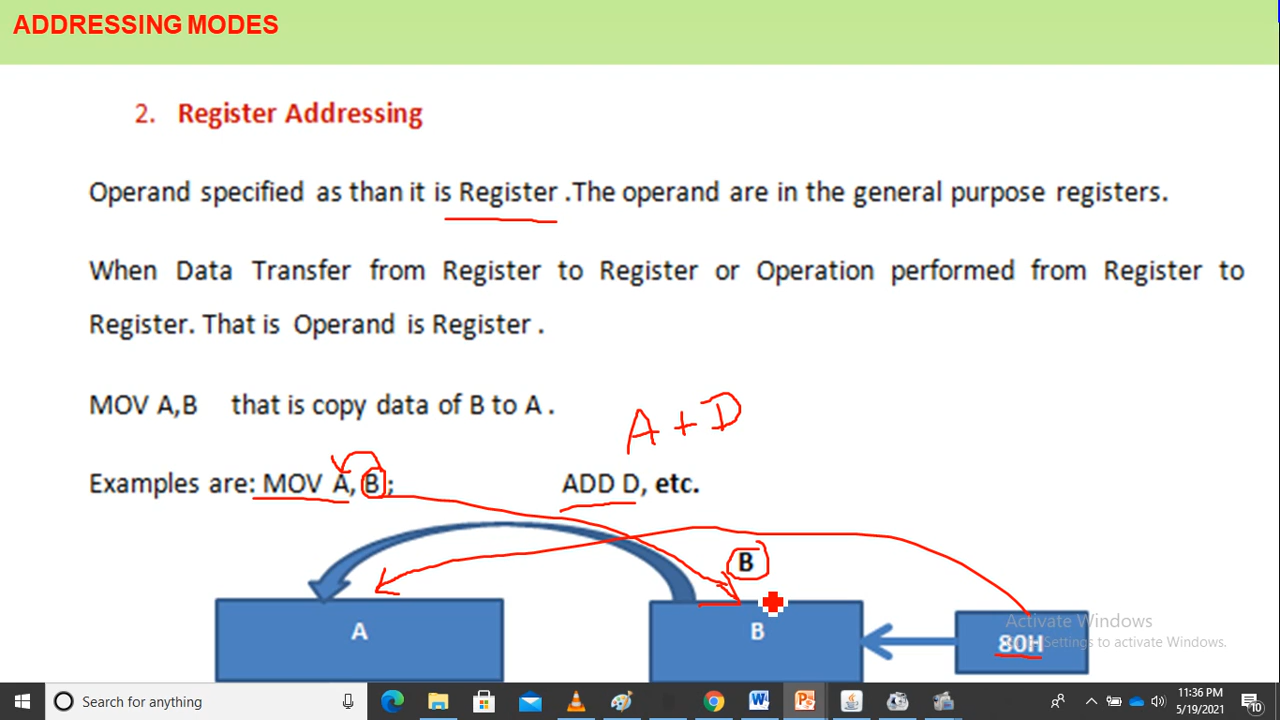 ADDRESSING MODES
2. Register Addressing
Operand specified as than it is Register .The operand are in the general purpose registers.
When Data Transfer from Register to Register or Operation performed from Register to
Register. That is Operand is Register .
MOV A,B that is copy data of B to A .
A + D
Examples are: MOV A, B; ADD D, etc.
B
A B 80H
Activate Windows
Go to Settings to activate Windows.
Search for anything
11:36 PM
5/19/2021
10